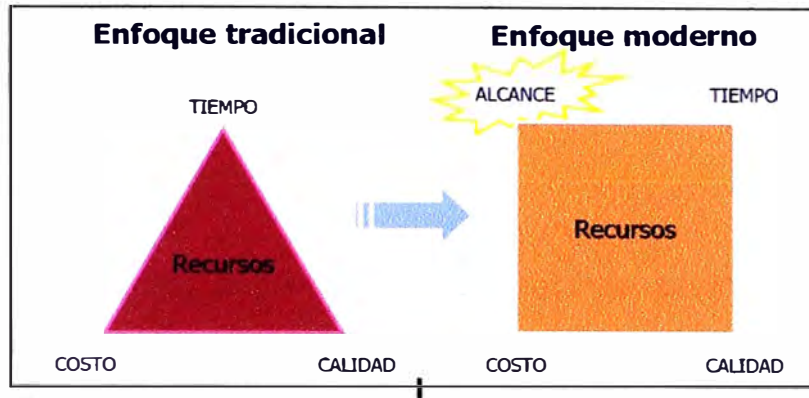 Enfoque tradicional
Enfoque moderno
ALCANCE
TIEMPO
TIEMPO
Recursos
Recursos
COSTO
CALIDAD
COSTO
CALIDAD